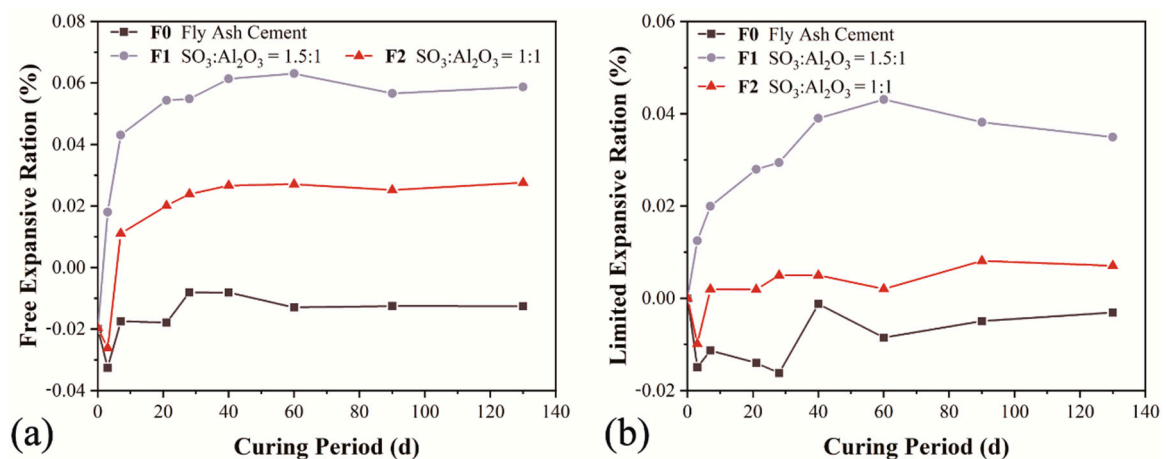 F0 Fly Ash Cement
F1 SO₃:Al₂O₃ = 1.5:1
F2 SO₃:Al₂O₃ = 1:1
0.08
0.06
0.04
0.02
0.00
-0.02
-0.04
Free Expansive Ration (%)
0 20 40 60 80 100 120 140
Curing Period (d)
(a)
F0 Fly Ash Cement
F1 SO₃:Al₂O₃ = 1.5:1
F2 SO₃:Al₂O₃ = 1:1
0.06
0.04
0.02
0.00
-0.02
Limited Expansive Ration (%)
0 20 40 60 80 100 120 140
Curing Period (d)
(b)